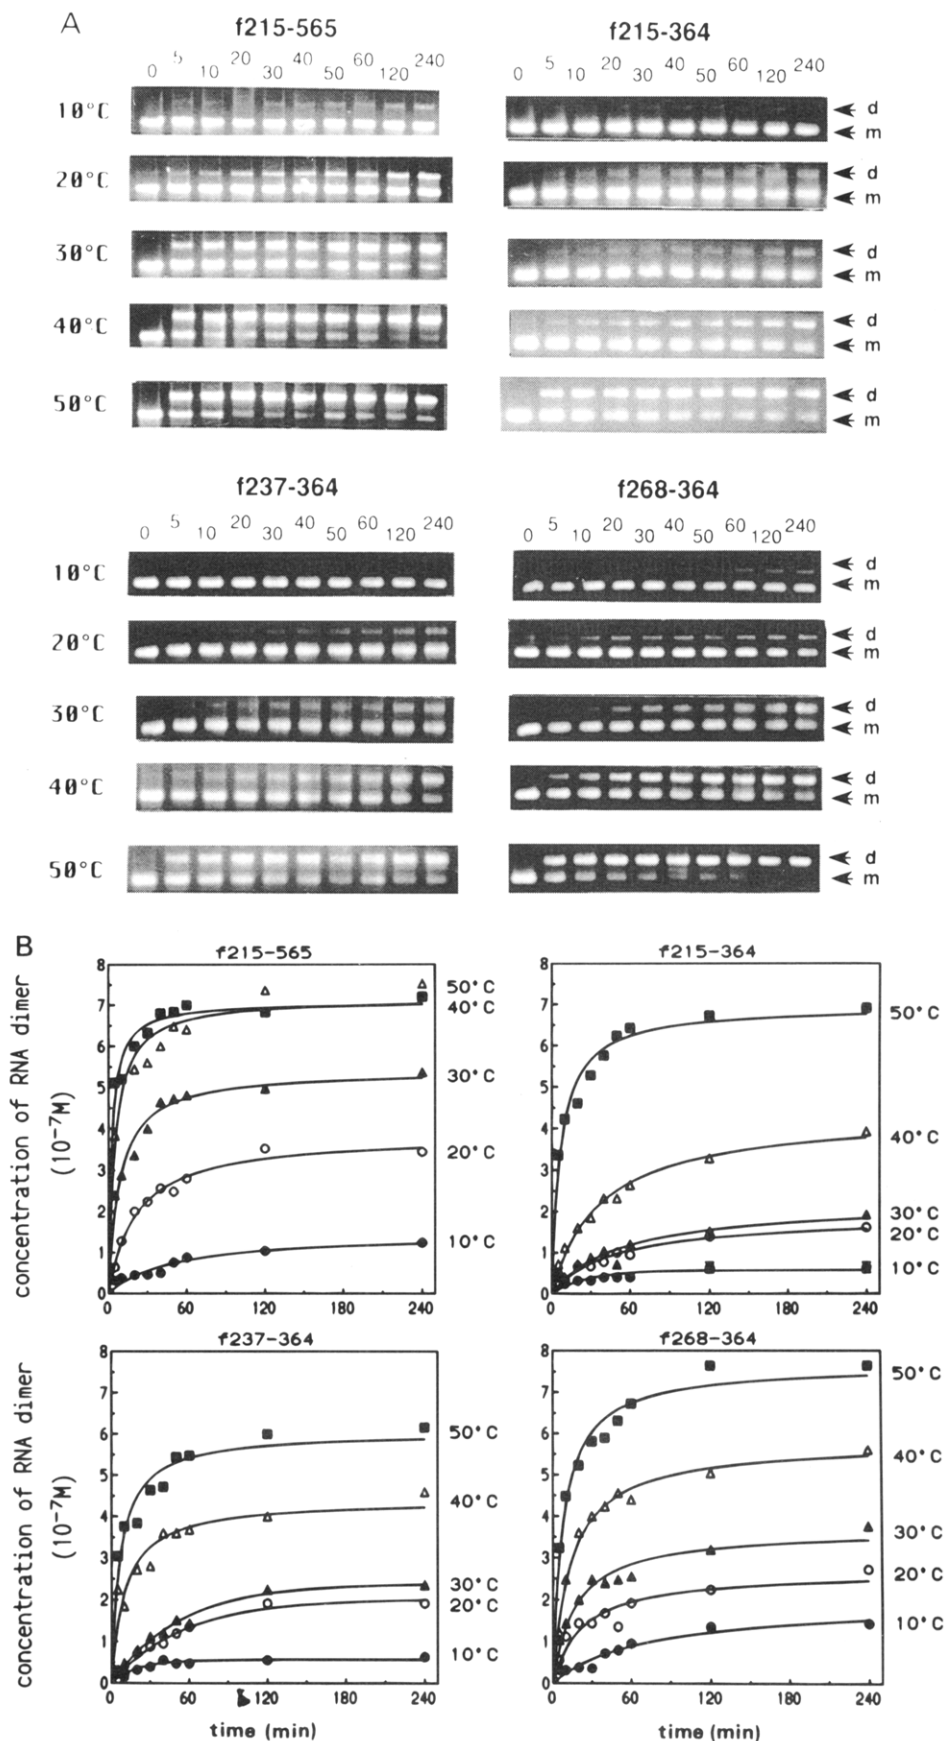 A
f215-565
f215-364
0 5 10 20 30 40 50 60 120 240
0 5 10 20 30 40 50 60 120 240
10°C
d
m
20°C
d
m
30°C
d
m
40°C
d
m
50°C
d
m
f237-364
f268-364
0 5 10 20 30 40 50 60 120 240
0 5 10 20 30 40 50 60 120 240
10°C
d
m
20°C
d
m
30°C
d
m
40°C
d
m
50°C
d
m
B
f215-565
f215-364
concentration of RNA dimer
(10⁻⁷M)
8
7
6
5
4
3
2
1
0
0 60 120 180 240
50°C
40°C
30°C
20°C
10°C
8
7
6
5
4
3
2
1
0
0 60 120 180 240
50°C
40°C
30°C
20°C
10°C
f237-364
f268-364
concentration of RNA dimer
(10⁻⁷M)
8
7
6
5
4
3
2
1
0
0 60 120 180 240
time (min)
50°C
40°C
30°C
20°C
10°C
8
7
6
5
4
3
2
1
0
0 60 120 180 240
time (min)
50°C
40°C
30°C
20°C
10°C